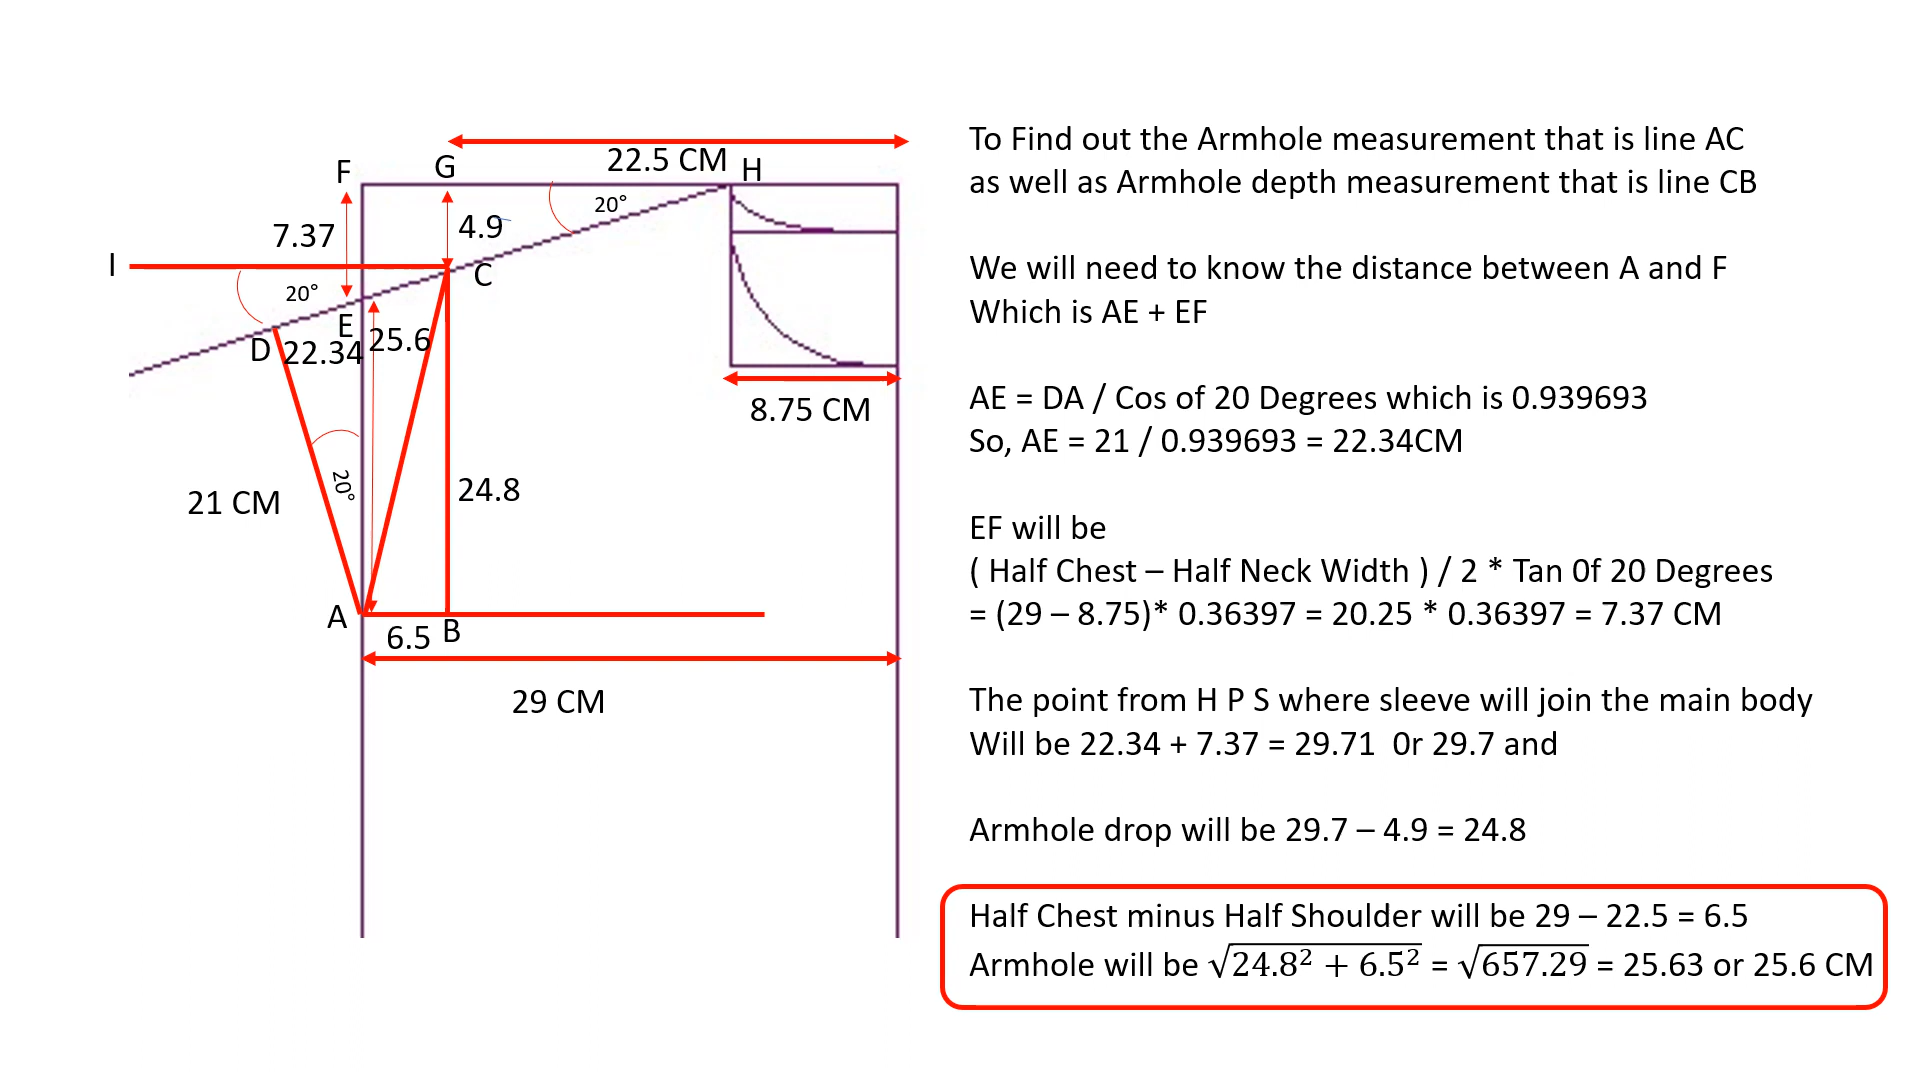 22.5 CM
F
G
H
20°
7.37
4.9
I
C
20°
E
25.6
D
22.34
8.75 CM
20°
21 CM
24.8
A
6.5
B
29 CM
To Find out the Armhole measurement that is line AC
as well as Armhole depth measurement that is line CB
We will need to know the distance between A and F
Which is AE + EF
AE = DA / Cos of 20 Degrees which is 0.939693
So, AE = 21 / 0.939693 = 22.34CM
EF will be
( Half Chest – Half Neck Width ) / 2 * Tan 0f 20 Degrees
= (29 – 8.75)* 0.36397 = 20.25 * 0.36397 = 7.37 CM
The point from H P S where sleeve will join the main body
Will be 22.34 + 7.37 = 29.71 0r 29.7 and
Armhole drop will be 29.7 – 4.9 = 24.8
Half Chest minus Half Shoulder will be 29 – 22.5 = 6.5
Armhole will be √24.8² + 6.5² = √657.29 = 25.63 or 25.6 CM